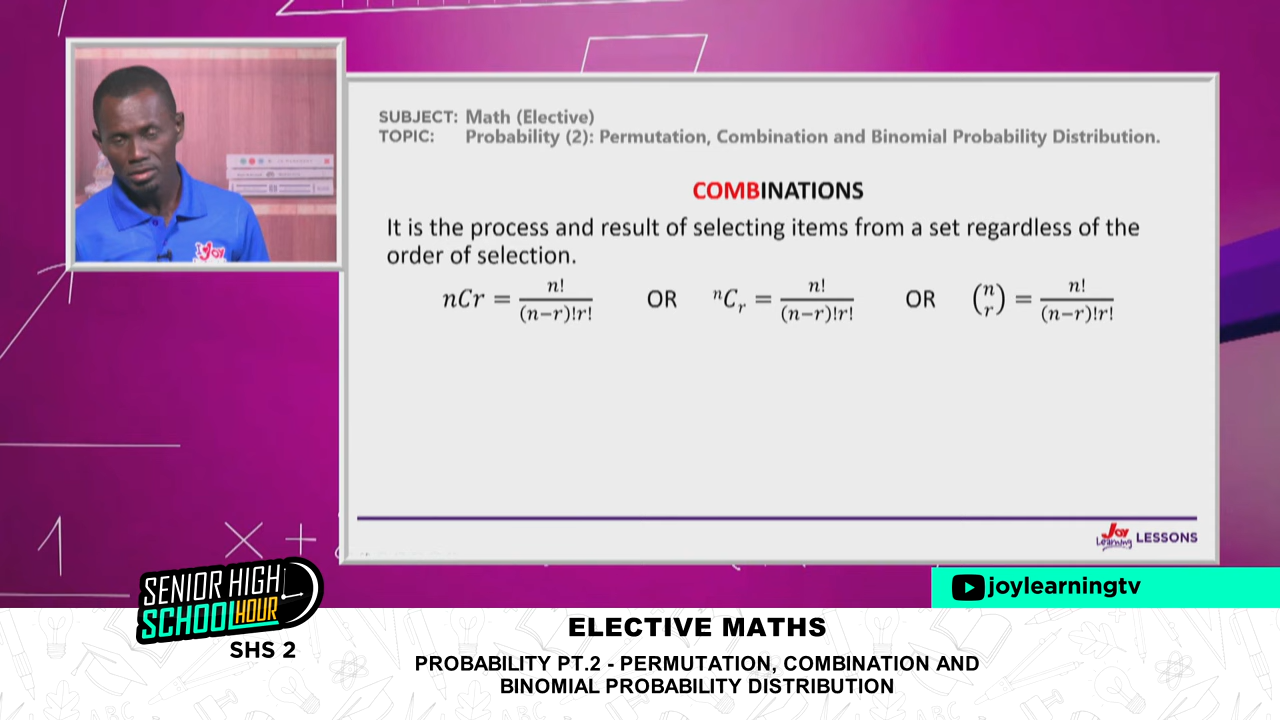 SUBJECT: Math (Elective)
TOPIC: Probability (2): Permutation, Combination and Binomial Probability Distribution.
COMBINATIONS
It is the process and result of selecting items from a set regardless of the
order of selection.
nCr = n!/(n−r)!r! OR ⁿCᵣ = n!/(n−r)!r! OR (n r) = n!/(n−r)!r!
Joy Learning LESSONS
joylearningtv
SENIOR HIGH
SCHOOL HOUR
SHS 2
ELECTIVE MATHS
PROBABILITY PT.2 - PERMUTATION, COMBINATION AND
BINOMIAL PROBABILITY DISTRIBUTION